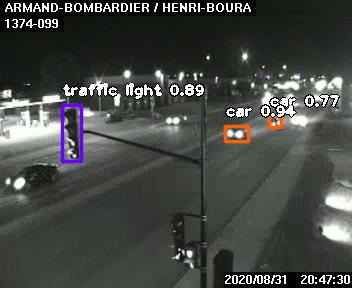 ARMAND-BOMBARDIER / HENRI-BOURA
1374-099
traffic light 0.89
car 0.77
car 0.94
2020/08/31 20:47:30